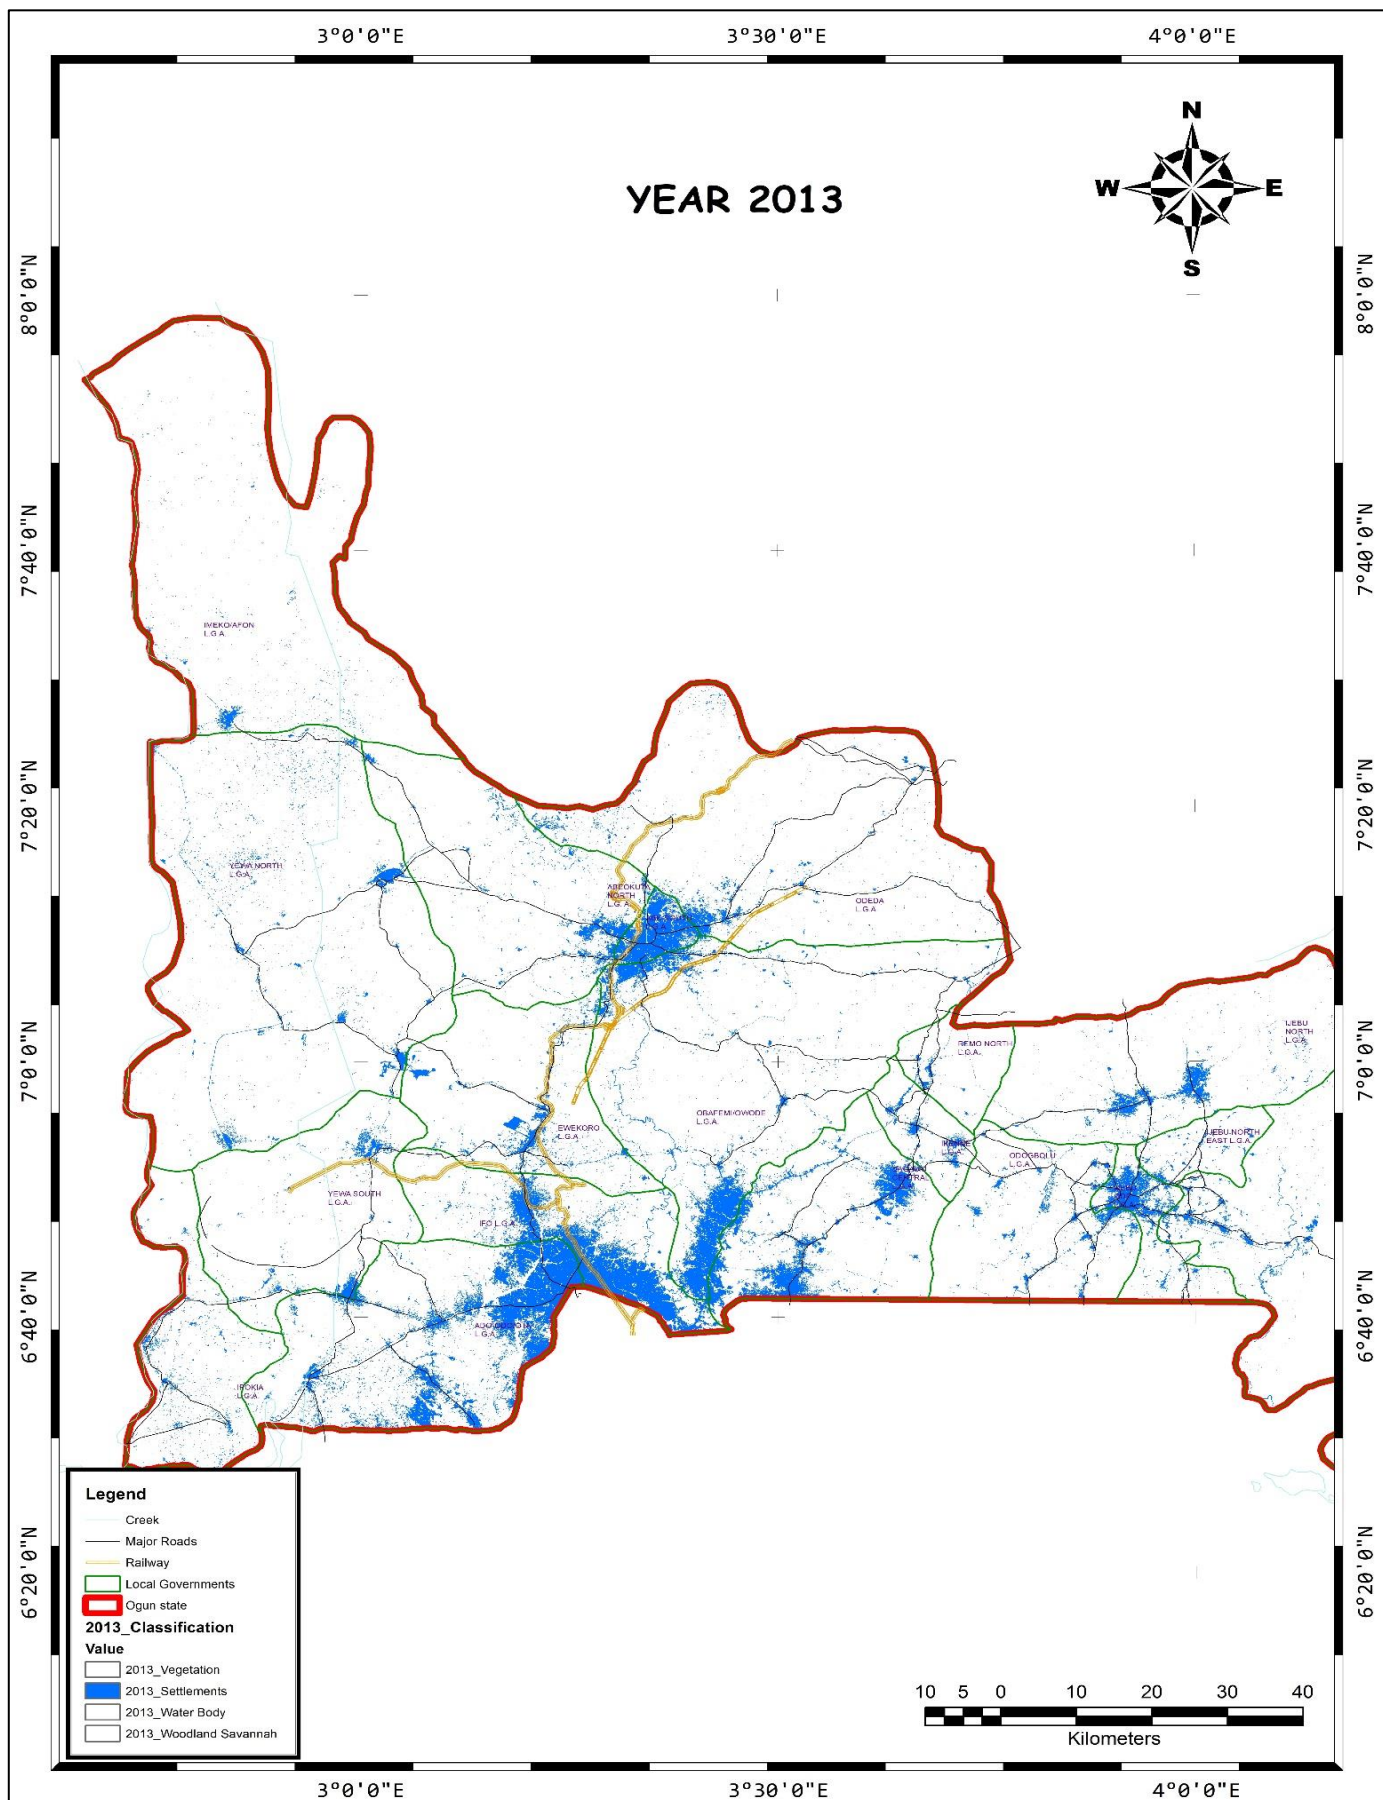 3°0'0"E 3°30'0"E 4°0'0"E
N
W E
S
YEAR 2013
8°0'0"N 8°0'0"N
7°40'0"N 7°40'0"N
IMEKO/AFON
L.G.A
7°20'0"N 7°20'0"N
YEWA NORTH
L.G.A.
ABEOKUTA
NORTH
L.G.A
ODEDA
L.G.A
7°0'0"N 7°0'0"N
IJEBU
NORTH
L.G.A.
REMO NORTH
L.G.A.
OBAFEMI/OWODE
L.G.A.
EWEKORO
L.G.A
IJEBU NORTH
EAST L.G.A.
ODOGBOLU
L.G.A
YEWA SOUTH
L.G.A.
IFO L.G.A
6°40'0"N 6°40'0"N
L.G.A.
IPOKIA
L.G.A
6°20'0"N 6°20'0"N
Legend
Creek
Major Roads
Railway
Local Governments
Ogun state
2013_Classification
Value
2013_Vegetation
2013_Settlements
2013_Water Body
2013_Woodland Savannah
10 5 0 10 20 30 40
Kilometers
3°0'0"E 3°30'0"E 4°0'0"E